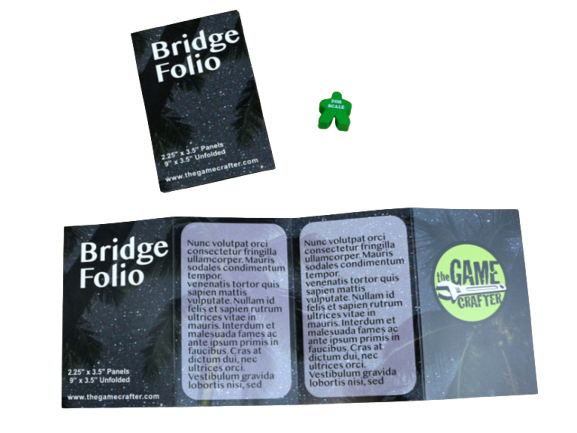 Bridge
Folio
2.25" x 3.5" Panels
9" x 3.5" Unfolded
www.thegamecrafter.com
FOR
SCALE
Bridge
Folio
2.25" x 3.5" Panels
9" x 3.5" Unfolded
www.thegamecrafter.com
Nunc volutpat orci
consectetur fringilla
ullamcorper. Mauris
sodales condimentum
tempor.
venenatis tortor quis
sapien mattis
vulputate. Nullam id
felis et sapien rutrum
ultrices vitae in
mauris. Interdum et
malesuada fames ac
ante ipsum primis in
faucibus. Cras at
dictum dui, nec
ultrices orci.
Vestibulum gravida
lobortis nisi, sed
Nunc volutpat orci
consectetur fringilla
ullamcorper. Mauris
sodales condimentum
tempor.
venenatis tortor quis
sapien mattis
vulputate. Nullam id
felis et sapien rutrum
ultrices vitae in
mauris. Interdum et
malesuada fames ac
ante ipsum primis in
faucibus. Cras at
dictum dui, nec
ultrices orci.
Vestibulum gravida
lobortis nisi, sed
the GAME
CRAFTER